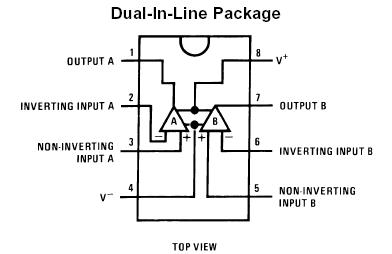 Dual-In-Line Package
1
OUTPUT A
8
V+
2
INVERTING INPUT A
7
OUTPUT B
A
B
− + + −
3
NON-INVERTING
INPUT A
6
INVERTING INPUT B
4
V−
5
NON-INVERTING
INPUT B
TOP VIEW